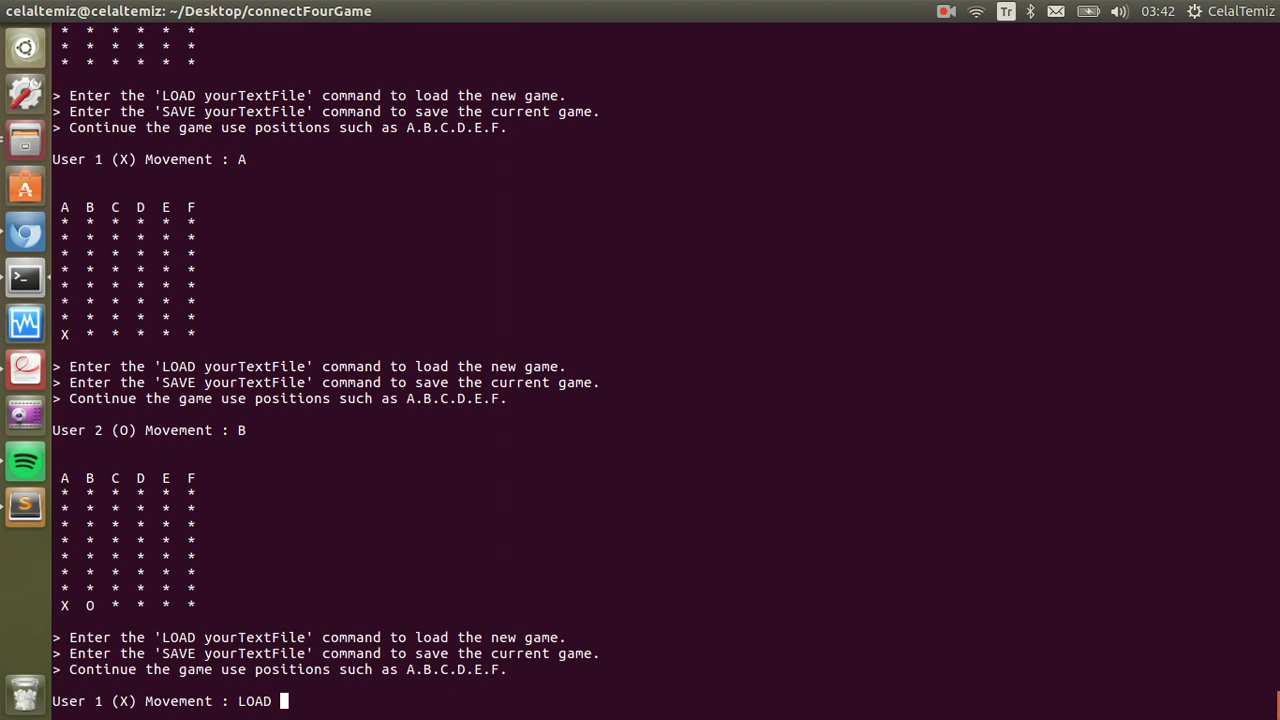 celaltemiz@celaltemiz: ~/Desktop/connectFourGame Tr 03:42 CelalTemiz
* * * * * *
* * * * * *
* * * * * *
> Enter the 'LOAD yourTextFile' command to load the new game.
> Enter the 'SAVE yourTextFile' command to save the current game.
> Continue the game use positions such as A.B.C.D.E.F.
User 1 (X) Movement : A
A B C D E F
* * * * * *
* * * * * *
* * * * * *
* * * * * *
* * * * * *
* * * * * *
* * * * * *
X * * * * *
> Enter the 'LOAD yourTextFile' command to load the new game.
> Enter the 'SAVE yourTextFile' command to save the current game.
> Continue the game use positions such as A.B.C.D.E.F.
User 2 (O) Movement : B
A B C D E F
* * * * * *
* * * * * *
* * * * * *
* * * * * *
* * * * * *
* * * * * *
* * * * * *
X O * * * *
> Enter the 'LOAD yourTextFile' command to load the new game.
> Enter the 'SAVE yourTextFile' command to save the current game.
> Continue the game use positions such as A.B.C.D.E.F.
User 1 (X) Movement : LOAD